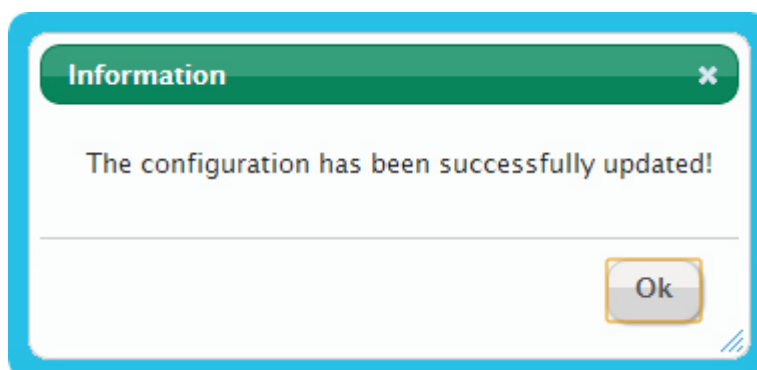 Information
The configuration has been successfully updated!
Ok